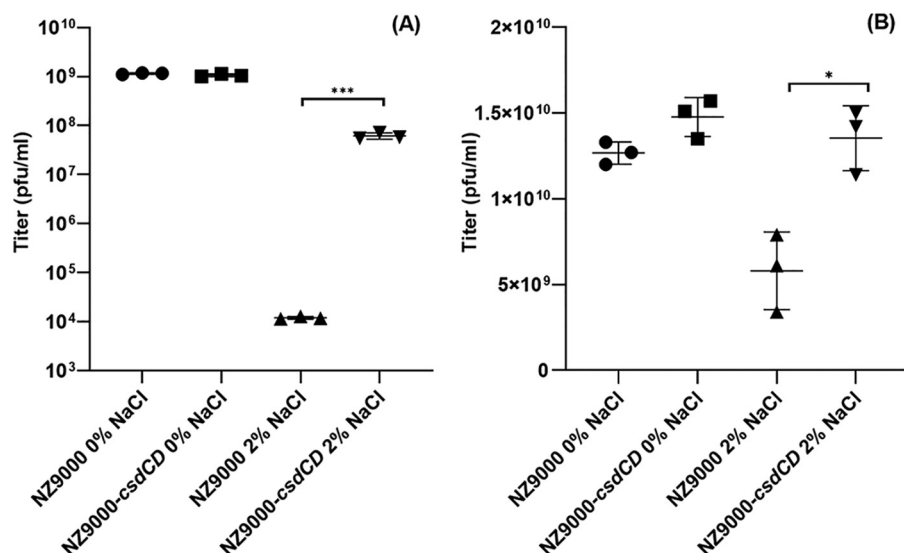 (A)
Titer (pfu/ml)
10¹⁰
10⁹
10⁸
10⁷
10⁶
10⁵
10⁴
10³
***
NZ9000 0% NaCl
NZ9000-csdCD 0% NaCl
NZ9000 2% NaCl
NZ9000-csdCD 2% NaCl
(B)
Titer (pfu/ml)
2×10¹⁰
1.5×10¹⁰
1×10¹⁰
5×10⁹
0
*
NZ9000 0% NaCl
NZ9000-csdCD 0% NaCl
NZ9000 2% NaCl
NZ9000-csdCD 2% NaCl